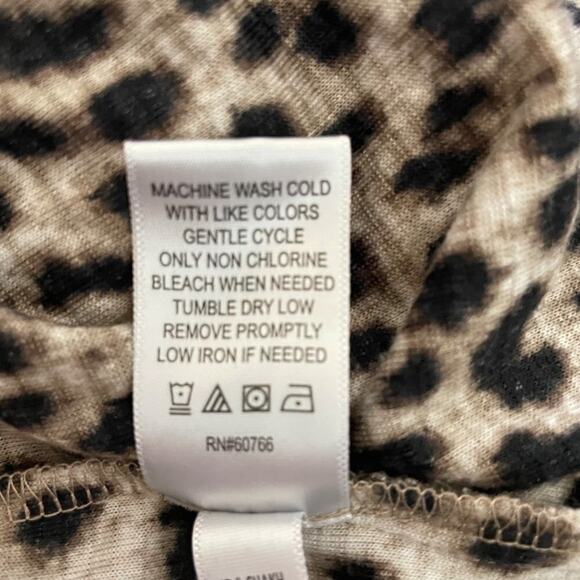 MACHINE WASH COLD
WITH LIKE COLORS
GENTLE CYCLE
ONLY NON CHLORINE
BLEACH WHEN NEEDED
TUMBLE DRY LOW
REMOVE PROMPTLY
LOW IRON IF NEEDED
RN#60766